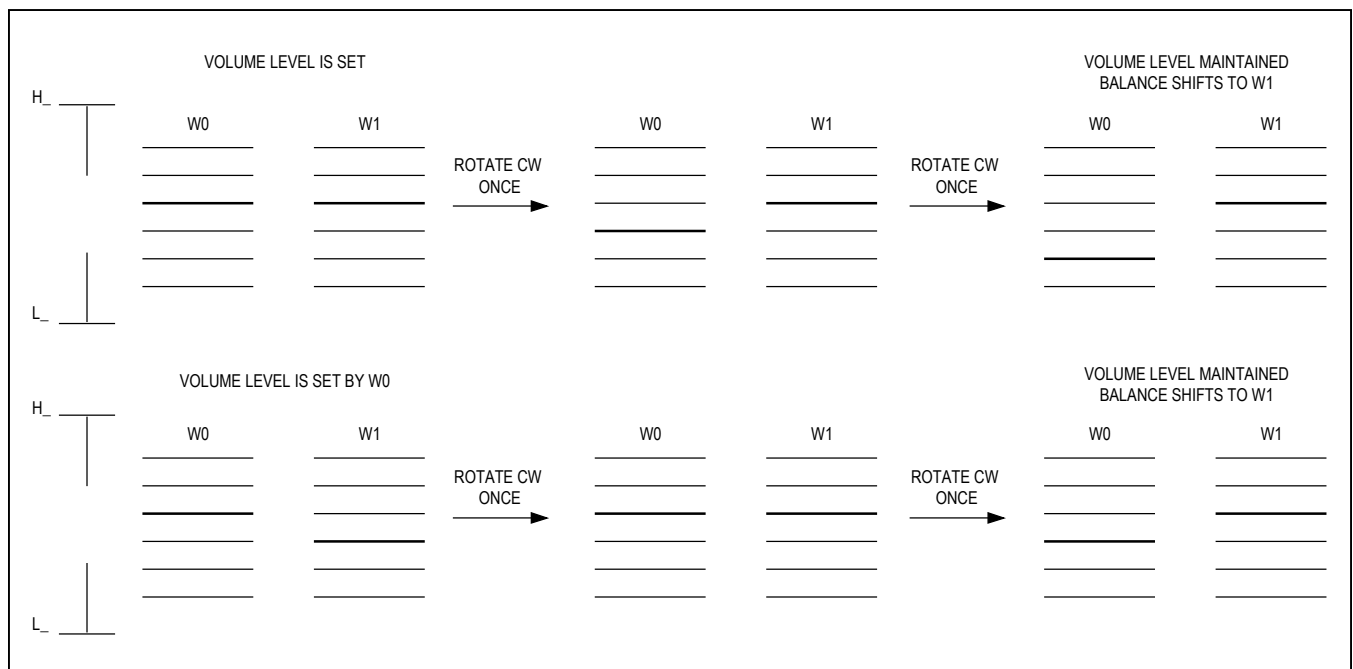 VOLUME LEVEL IS SET
VOLUME LEVEL MAINTAINED
BALANCE SHIFTS TO W1
H_
W0
W1
ROTATE CW
ONCE
W0
W1
ROTATE CW
ONCE
W0
W1
L_
VOLUME LEVEL IS SET BY W0
VOLUME LEVEL MAINTAINED
BALANCE SHIFTS TO W1
H_
W0
W1
ROTATE CW
ONCE
W0
W1
ROTATE CW
ONCE
W0
W1
L_